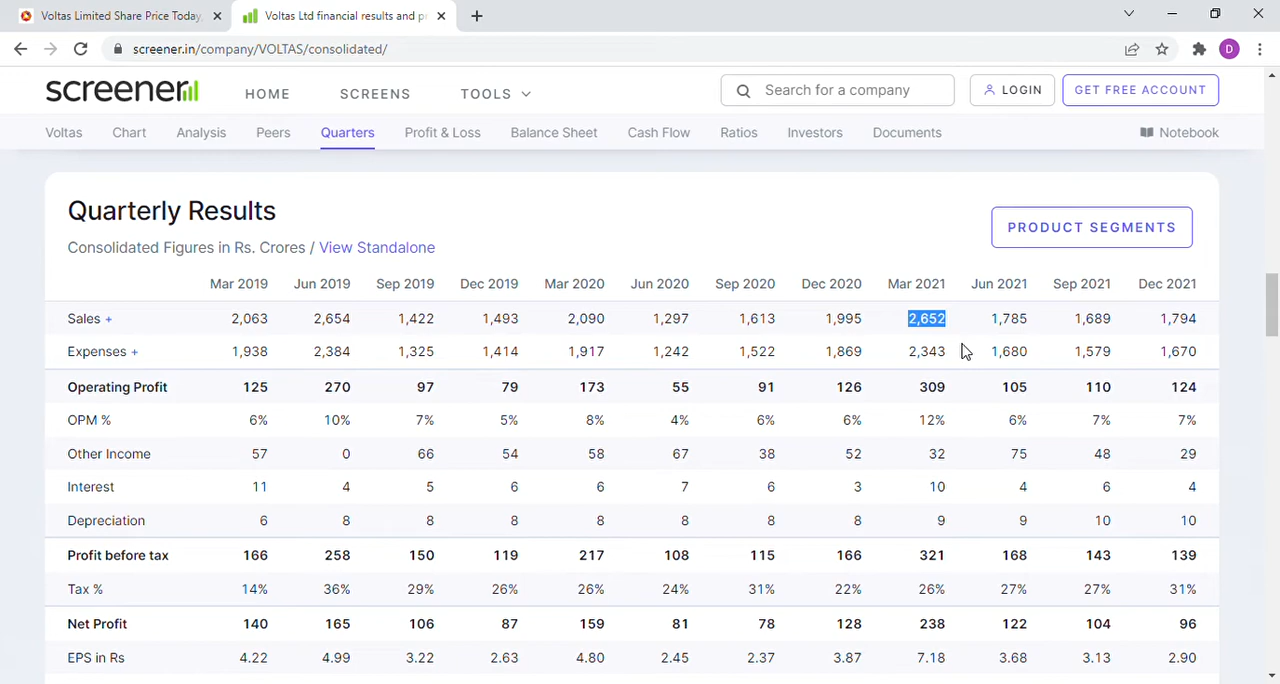 Voltas Limited Share Price Today,
Voltas Ltd financial results and pr
screener.in/company/VOLTAS/consolidated/
D
screener
HOME SCREENS TOOLS
Search for a company
LOGIN
GET FREE ACCOUNT
Voltas Chart Analysis Peers Quarters Profit & Loss Balance Sheet Cash Flow Ratios Investors Documents Notebook
Quarterly Results
PRODUCT SEGMENTS
Consolidated Figures in Rs. Crores / View Standalone
Mar 2019 Jun 2019 Sep 2019 Dec 2019 Mar 2020 Jun 2020 Sep 2020 Dec 2020 Mar 2021 Jun 2021 Sep 2021 Dec 2021
Sales + 2,063 2,654 1,422 1,493 2,090 1,297 1,613 1,995 2,652 1,785 1,689 1,794
Expenses + 1,938 2,384 1,325 1,414 1,917 1,242 1,522 1,869 2,343 1,680 1,579 1,670
Operating Profit 125 270 97 79 173 55 91 126 309 105 110 124
OPM % 6% 10% 7% 5% 8% 4% 6% 6% 12% 6% 7% 7%
Other Income 57 0 66 54 58 67 38 52 32 75 48 29
Interest 11 4 5 6 6 7 6 3 10 4 6 4
Depreciation 6 8 8 8 8 8 8 8 9 9 10 10
Profit before tax 166 258 150 119 217 108 115 166 321 168 143 139
Tax % 14% 36% 29% 26% 26% 24% 31% 22% 26% 27% 27% 31%
Net Profit 140 165 106 87 159 81 78 128 238 122 104 96
EPS in Rs 4.22 4.99 3.22 2.63 4.80 2.45 2.37 3.87 7.18 3.68 3.13 2.90